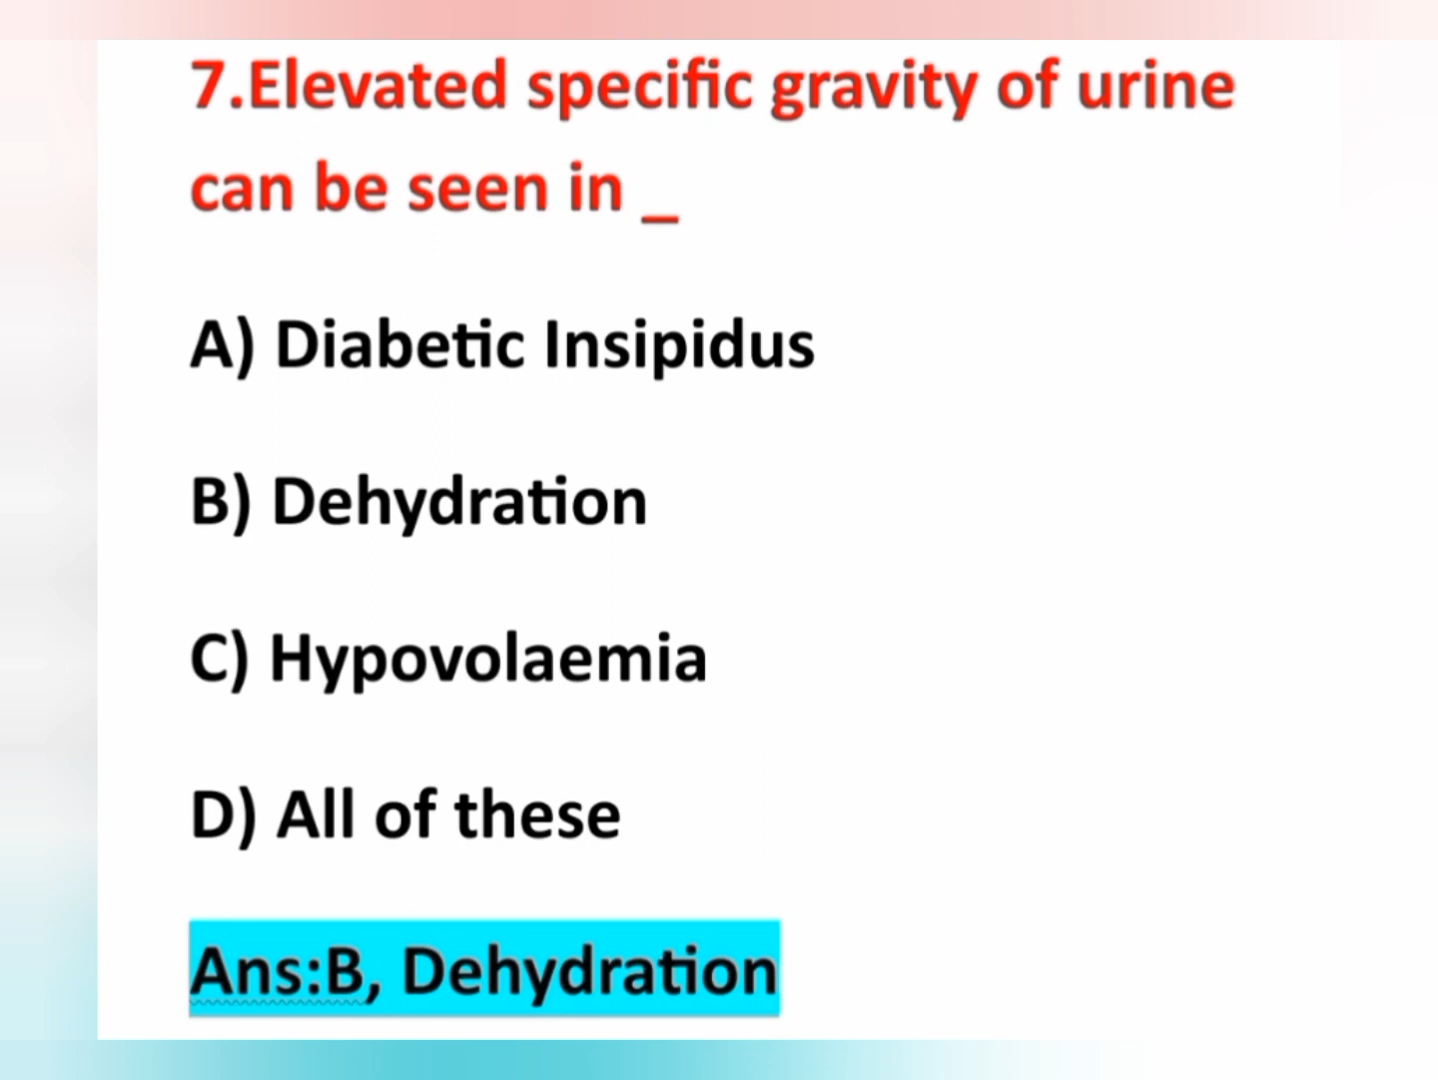 7.Elevated specific gravity of urine
can be seen in _
A) Diabetic Insipidus
B) Dehydration
C) Hypovolaemia
D) All of these
Ans:B, Dehydration